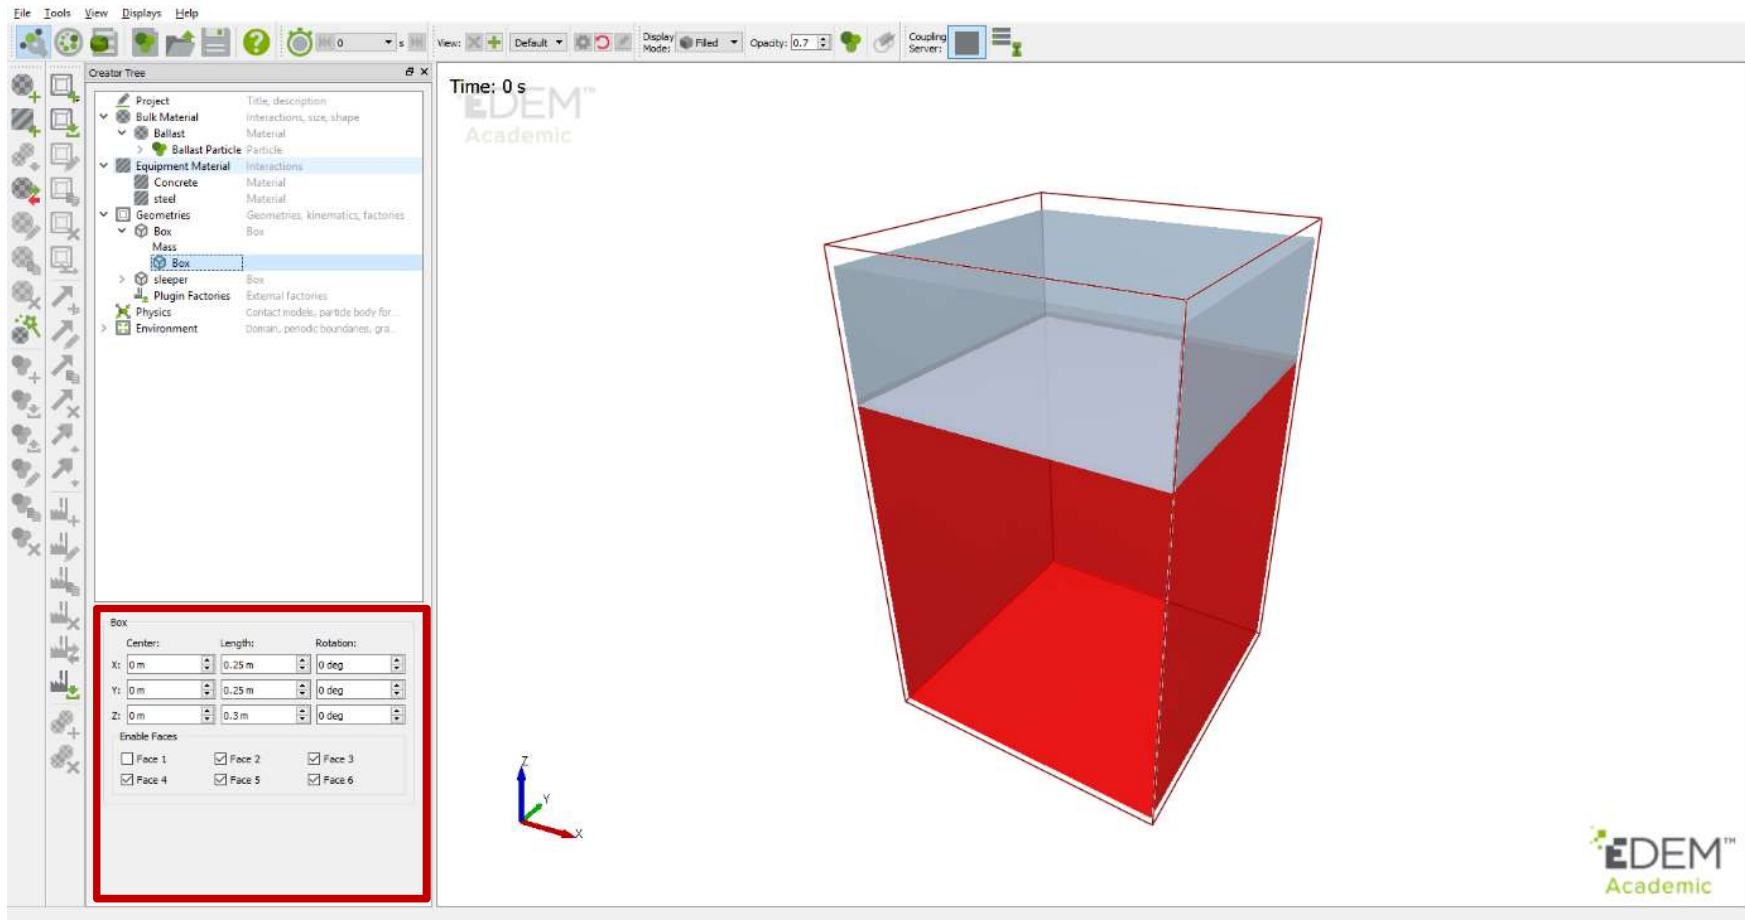 File Tools View Displays Help
0 s View: Default Display Mode: Filled Opacity: 0.7 Coupling Server:
Creator Tree
Project Title, description
Bulk Material Interactions, size, shape
Ballast Material
Ballast Particle Particle
Equipment Material Interactions
Concrete Material
steel Material
Geometries Geometries, kinematics, factories
Box Box
Mass
Box
sleeper Box
Plugin Factories External factories
Physics Contact models, particle body for...
Environment Domain, periodic boundaries, gra...
Box
Center: Length: Rotation:
X: 0 m 0.25 m 0 deg
Y: 0 m 0.25 m 0 deg
Z: 0 m 0.3 m 0 deg
Enable Faces
Face 1 Face 2 Face 3
Face 4 Face 5 Face 6
Time: 0 s
EDEM™
Academic
Z
Y
X
EDEM™
Academic